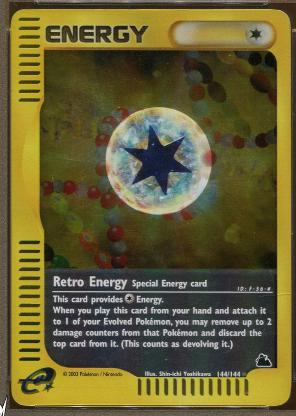 ENERGY
Retro Energy Special Energy card
ID: F-36-#
This card provides Energy.
When you play this card from your hand and attach it
to 1 of your Evolved Pokémon, you may remove up to 2
damage counters from that Pokémon and discard the
top card from it. (This counts as devolving it.)
© 2003 Pokémon / Nintendo Illus. Shin-ichi Yoshikawa 144/144
e